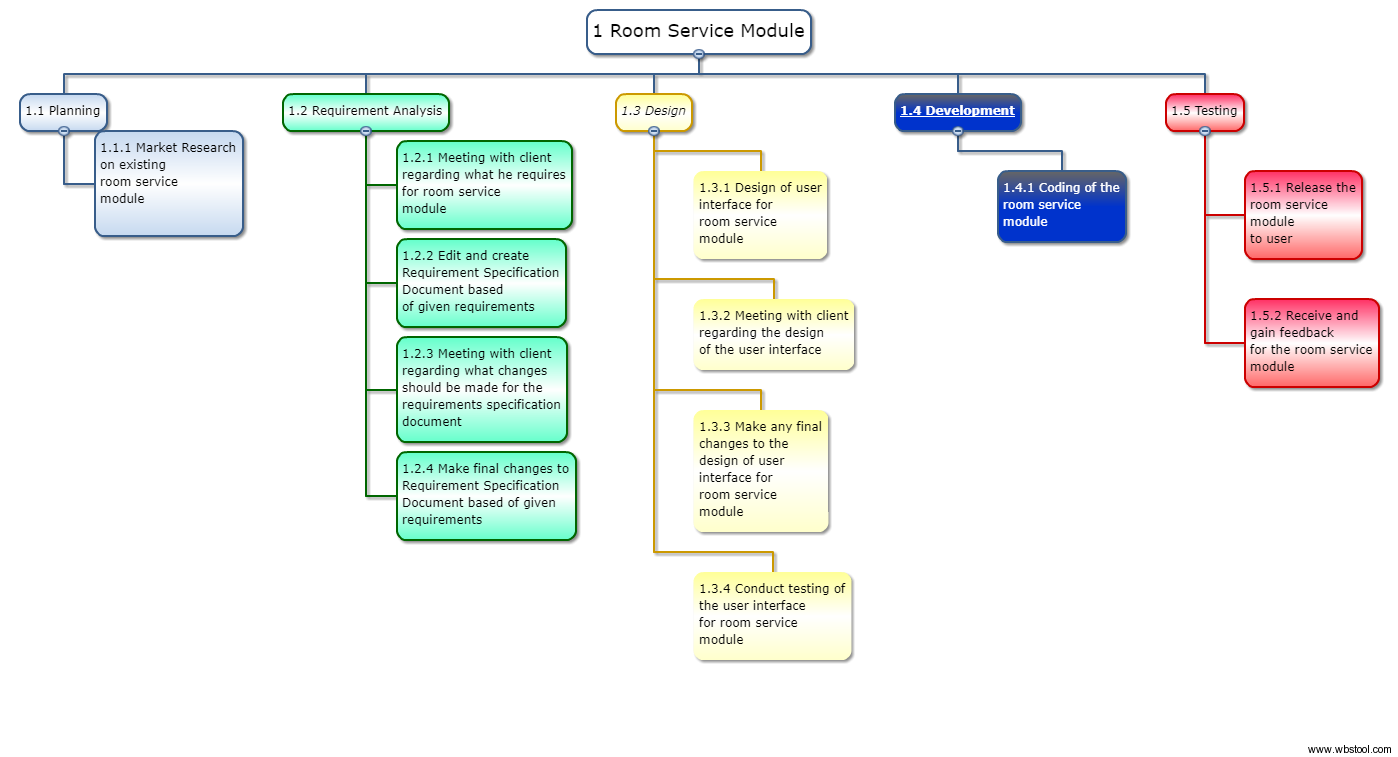 1 Room Service Module
1.1 Planning
1.1.1 Market Research
on existing
room service
module
1.2 Requirement Analysis
1.2.1 Meeting with client
regarding what he requires
for room service
module
1.2.2 Edit and create
Requirement Specification
Document based
of given requirements
1.2.3 Meeting with client
regarding what changes
should be made for the
requirements specification
document
1.2.4 Make final changes to
Requirement Specification
Document based of given
requirements
1.3 Design
1.3.1 Design of user
interface for
room service
module
1.3.2 Meeting with client
regarding the design
of the user interface
1.3.3 Make any final
changes to the
design of user
interface for
room service
module
1.3.4 Conduct testing of
the user interface
for room service
module
1.4 Development
1.4.1 Coding of the
room service
module
1.5 Testing
1.5.1 Release the
room service
module
to user
1.5.2 Receive and
gain feedback
for the room service
module
www.wbstool.com